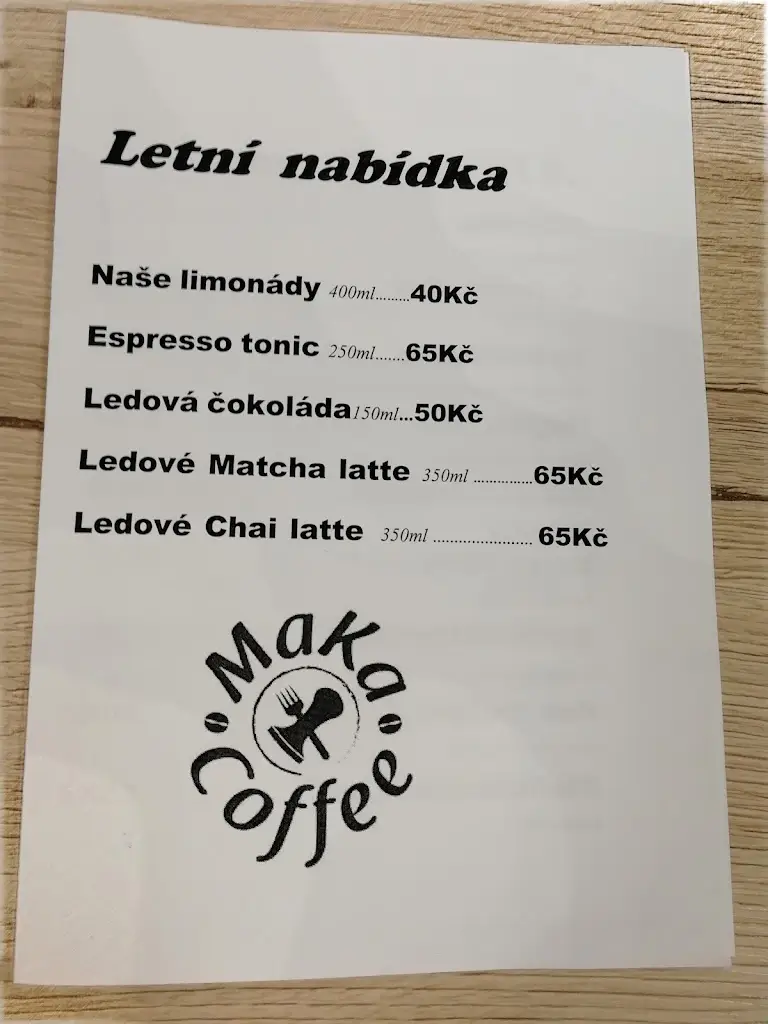 Letní nabídka
Naše limonády 400ml.........40Kč
Espresso tonic 250ml.......65Kč
Ledová čokoláda150ml...50Kč
Ledové Matcha latte 350ml ...............65Kč
Ledové Chai latte 350ml ........................ 65Kč
MaKa
Coffee